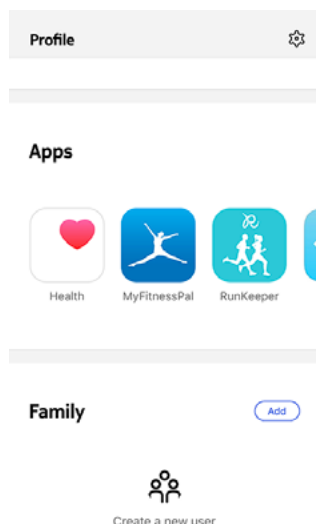 Profile
Apps
Health
MyFitnessPal
RunKeeper
Family
Add
Create a new user